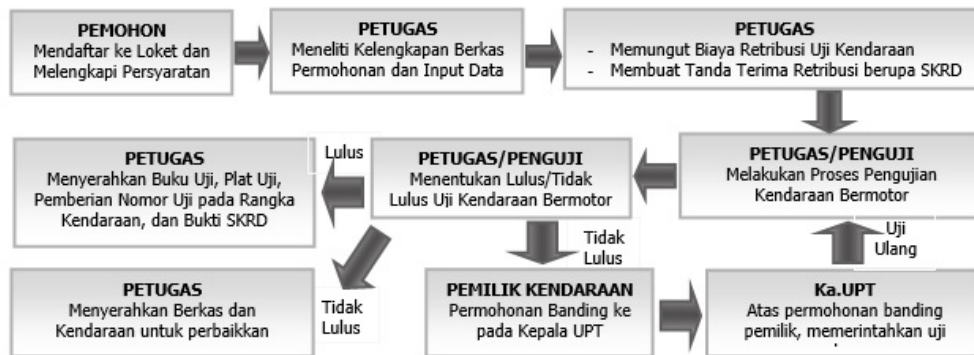 PEMOHON
Mendaftar ke Loket dan
Melengkapi Persyaratan
PETUGAS
Meneliti Kelengkapan Berkas
Permohonan dan Input Data
PETUGAS
- Memungut Biaya Retribusi Uji Kendaraan
- Membuat Tanda Terima Retribusi berupa SKRD
PETUGAS/PENGUJI
Melakukan Proses Pengujian
Kendaraan Bermotor
PETUGAS/PENGUJI
Menentukan Lulus/Tidak
Lulus Uji Kendaraan Bermotor
Lulus
PETUGAS
Menyerahkan Buku Uji, Plat Uji,
Pemberian Nomor Uji pada Rangka
Kendaraan, dan Bukti SKRD
Tidak
Lulus
PETUGAS
Menyerahkan Berkas dan
Kendaraan untuk perbaikkan
Tidak
Lulus
PEMILIK KENDARAAN
Permohonan Banding ke
pada Kepala UPT
Ka.UPT
Atas permohonan banding
pemilik, memerintahkan uji
Uji
Ulang